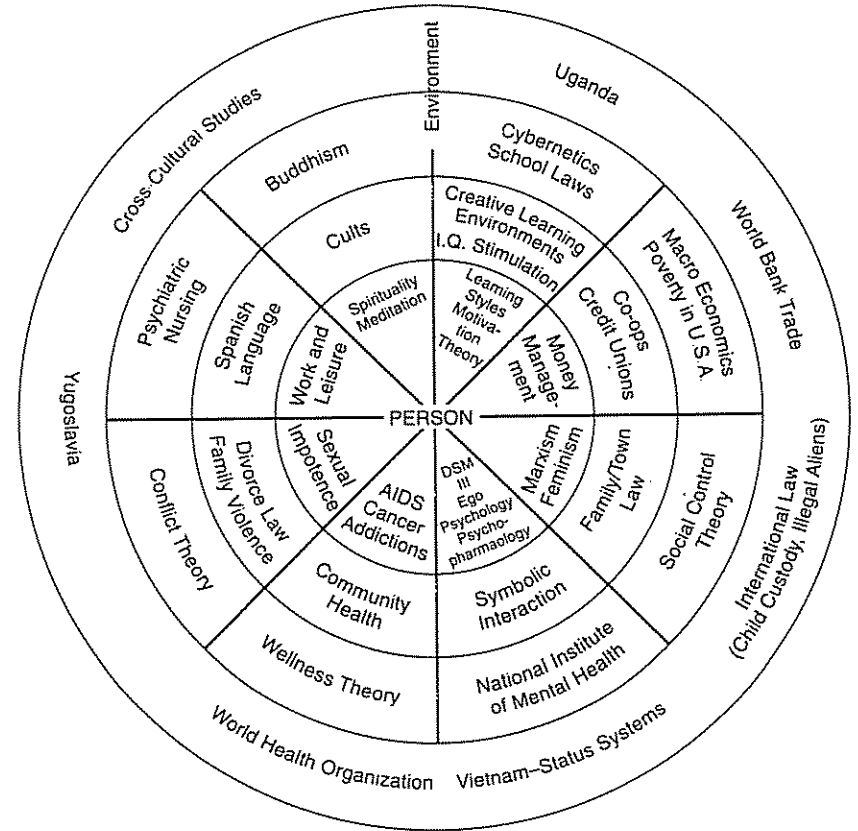 Environment
Uganda
World Bank Trade
International Law
(Child Custody, Illegal Aliens)
Vietnam–Status Systems
World Health Organization
Yugoslavia
Cross-Cultural Studies
Cybernetics
School Laws
Macro Economics
Poverty in U.S.A.
Social Control
Theory
National Institute
of Mental Health
Wellness Theory
Conflict Theory
Psychiatric
Nursing
Buddhism
Creative Learning
Environments
I.Q. Stimulation
Co-ops
Credit Unions
Family/Town
Law
Symbolic
Interaction
Community
Health
Divorce Law
Family Violence
Spanish
Language
Cults
Learning
Styles
Motiva-
tion
Theory
Money
Manage-
ment
Marxism
Feminism
DSM
III
Ego
Psychology
Psycho-
pharmaology
AIDS
Cancer
Addictions
Sexual
Impotence
Work and
Leisure
Spirituality
Meditation
PERSON